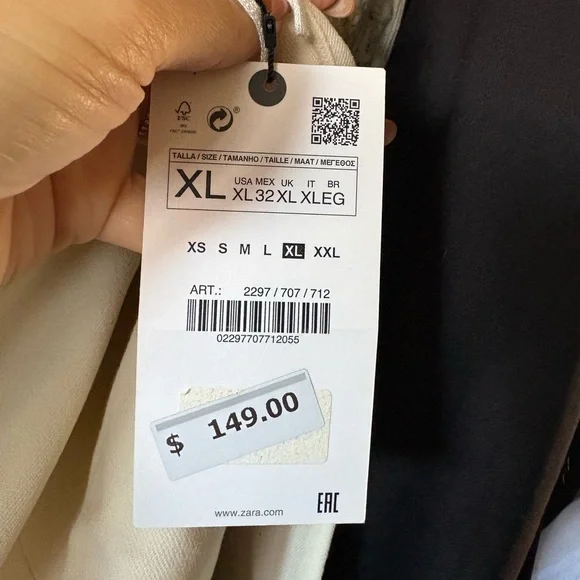 FSC
®
TALLA / SIZE / TAMANHO / TAILLE / MAAT / ΜΕΓΕΘΟΣ
XL
USA MEX UK IT BR
XL 32 XL XL EG
XS S M L XL XXL
ART.: 2297 / 707 / 712
02297707712055
$ 149.00
www.zara.com
EAC